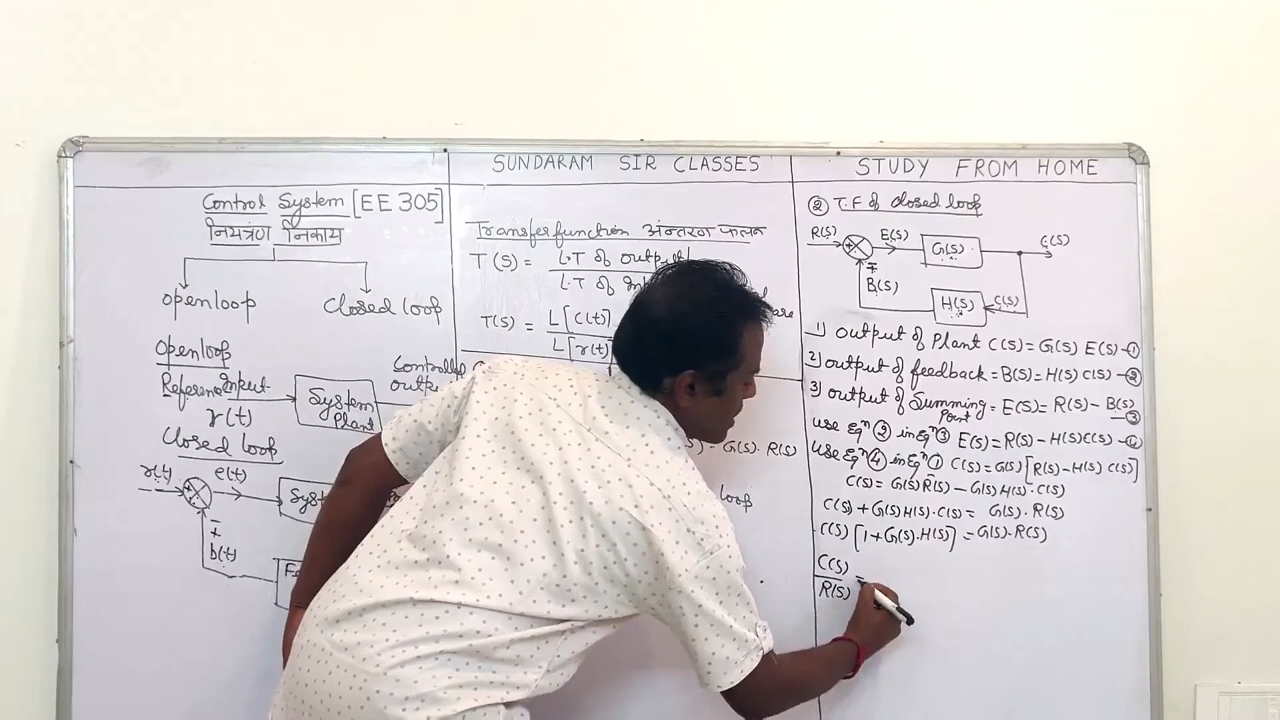 SUNDARAM SIR CLASSES
STUDY FROM HOME
Control System [EE 305]
नियंत्रण निकाय
openloop
Closed loop
Openloop
Reference Input
r(t)
System
Plant
Closed loop
r(t)
e(t)
b(t)
Transfer function अंतरण फलक
T(S) = L.T of output
L.T of
T(S) = L[C(t)]
L[r(t)]
G(S). R(S)
loop
② T.F of closed loop
R(S)
E(S)
G(S).
C(S)
B(S)
H(S)
C(S)
1) output of Plant C(S) = G(S) E(S) -①
2) output of feedback = B(S) = H(S) C(S) -②
3) output of Summing Point = E(S) = R(S) - B(S) ③
use Eqⁿ ② in Eqⁿ ③ E(S) = R(S) - H(S)C(S) -④
use Eqⁿ ④ in Eqⁿ ① C(S) = G(S) [R(S) - H(S) C(S)]
C(S) = G(S)R(S) - G(S) H(S). C(S)
C(S) + G(S) H(S). C(S) = G(S). R(S)
C(S) [1 + G(S). H(S)] = G(S). R(S)
C(S)
R(S) =